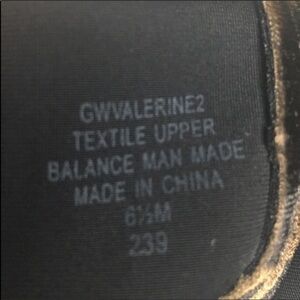 GWVALERINE2
TEXTILE UPPER
BALANCE MAN MADE
MADE IN CHINA
6½M
239